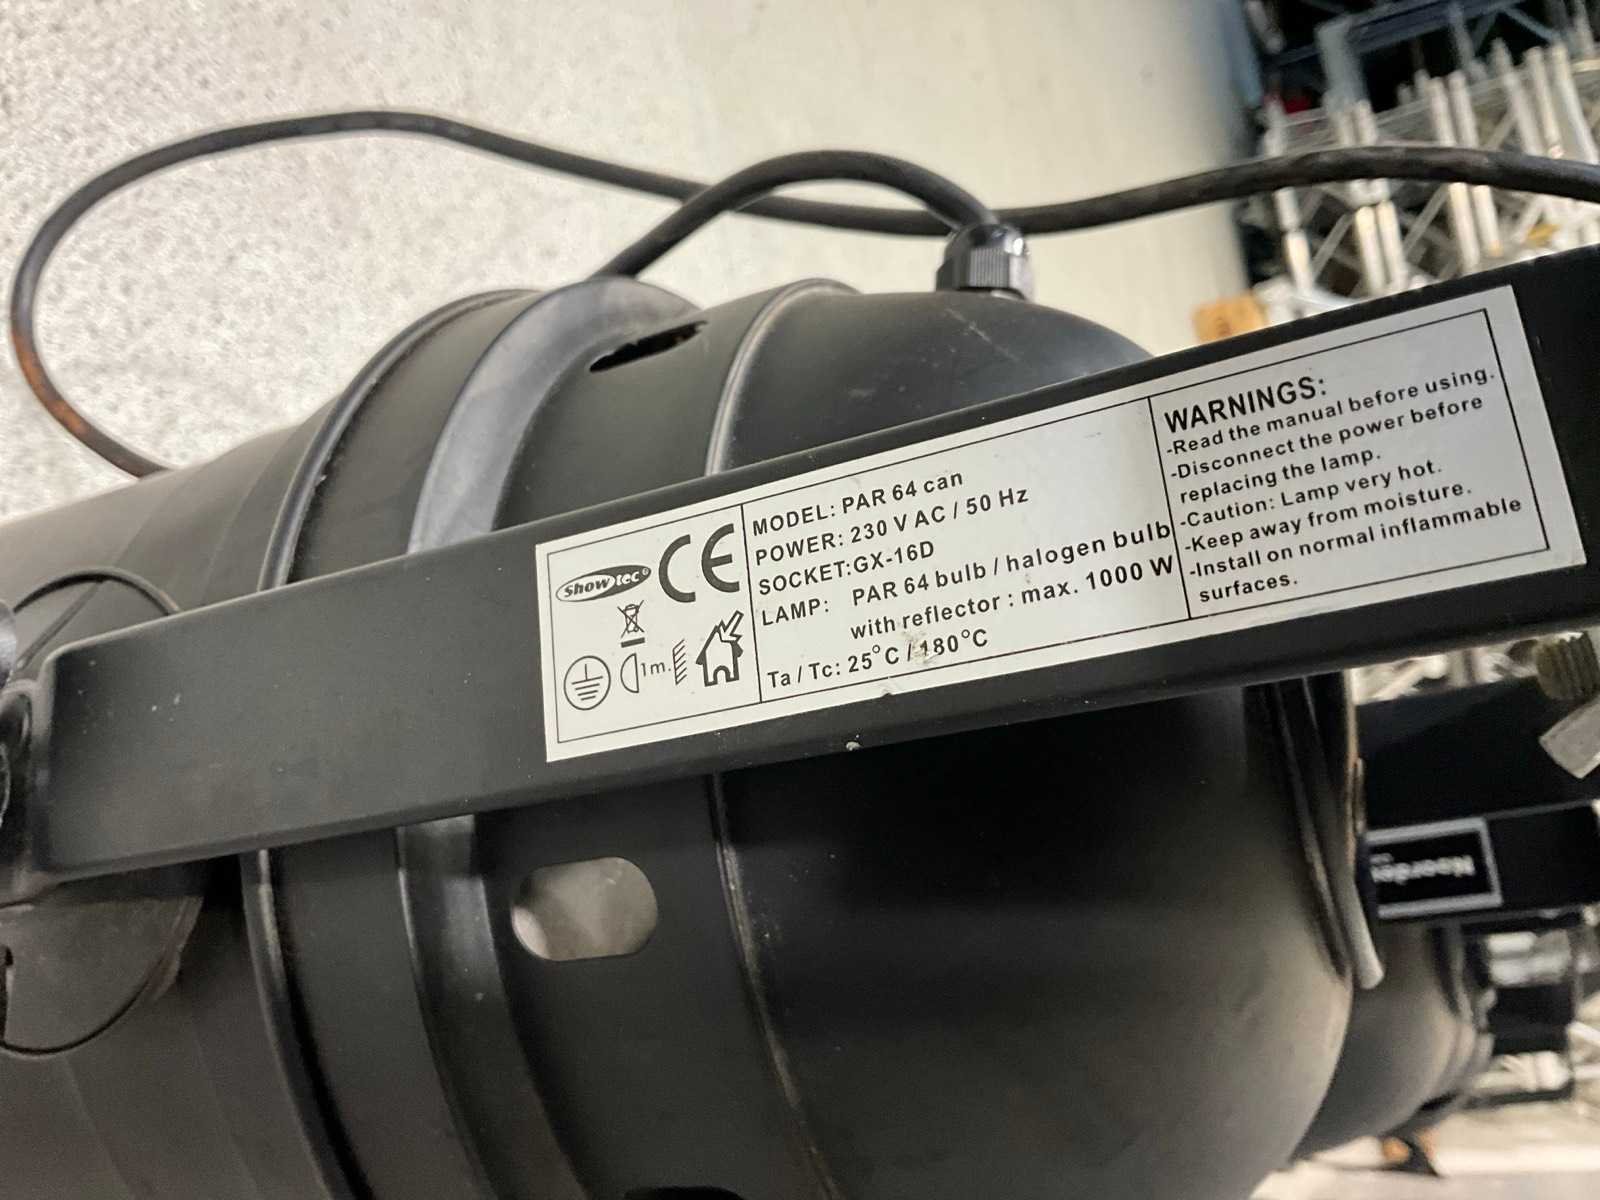 Showtec®
CE
1m.
MODEL: PAR 64 can
POWER: 230 V AC / 50 Hz
SOCKET:GX-16D
LAMP: PAR 64 bulb / halogen bulb
with reflector : max. 1000 W
Ta / Tc: 25°C / 180°C
WARNINGS:
-Read the manual before using.
-Disconnect the power before
replacing the lamp.
-Caution: Lamp very hot.
-Keep away from moisture.
-Install on normal inflammable
surfaces.